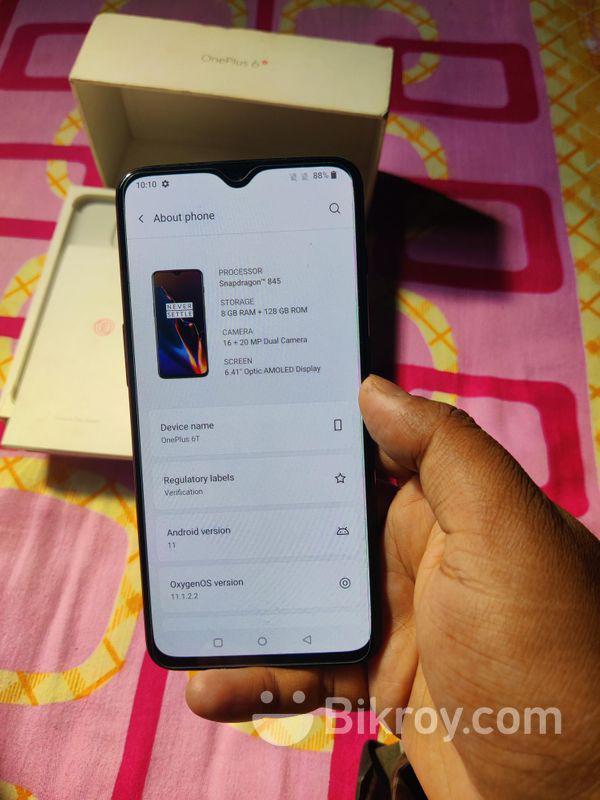 OnePlus 6T
10:10
88%
About phone
PROCESSOR
Snapdragon™ 845
STORAGE
8 GB RAM + 128 GB ROM
CAMERA
16 + 20 MP Dual Camera
SCREEN
6.41" Optic AMOLED Display
NEVER
SETTLE
Device name
OnePlus 6T
Regulatory labels
Verification
Android version
11
OxygenOS version
11.1.2.2
Bikroy.com